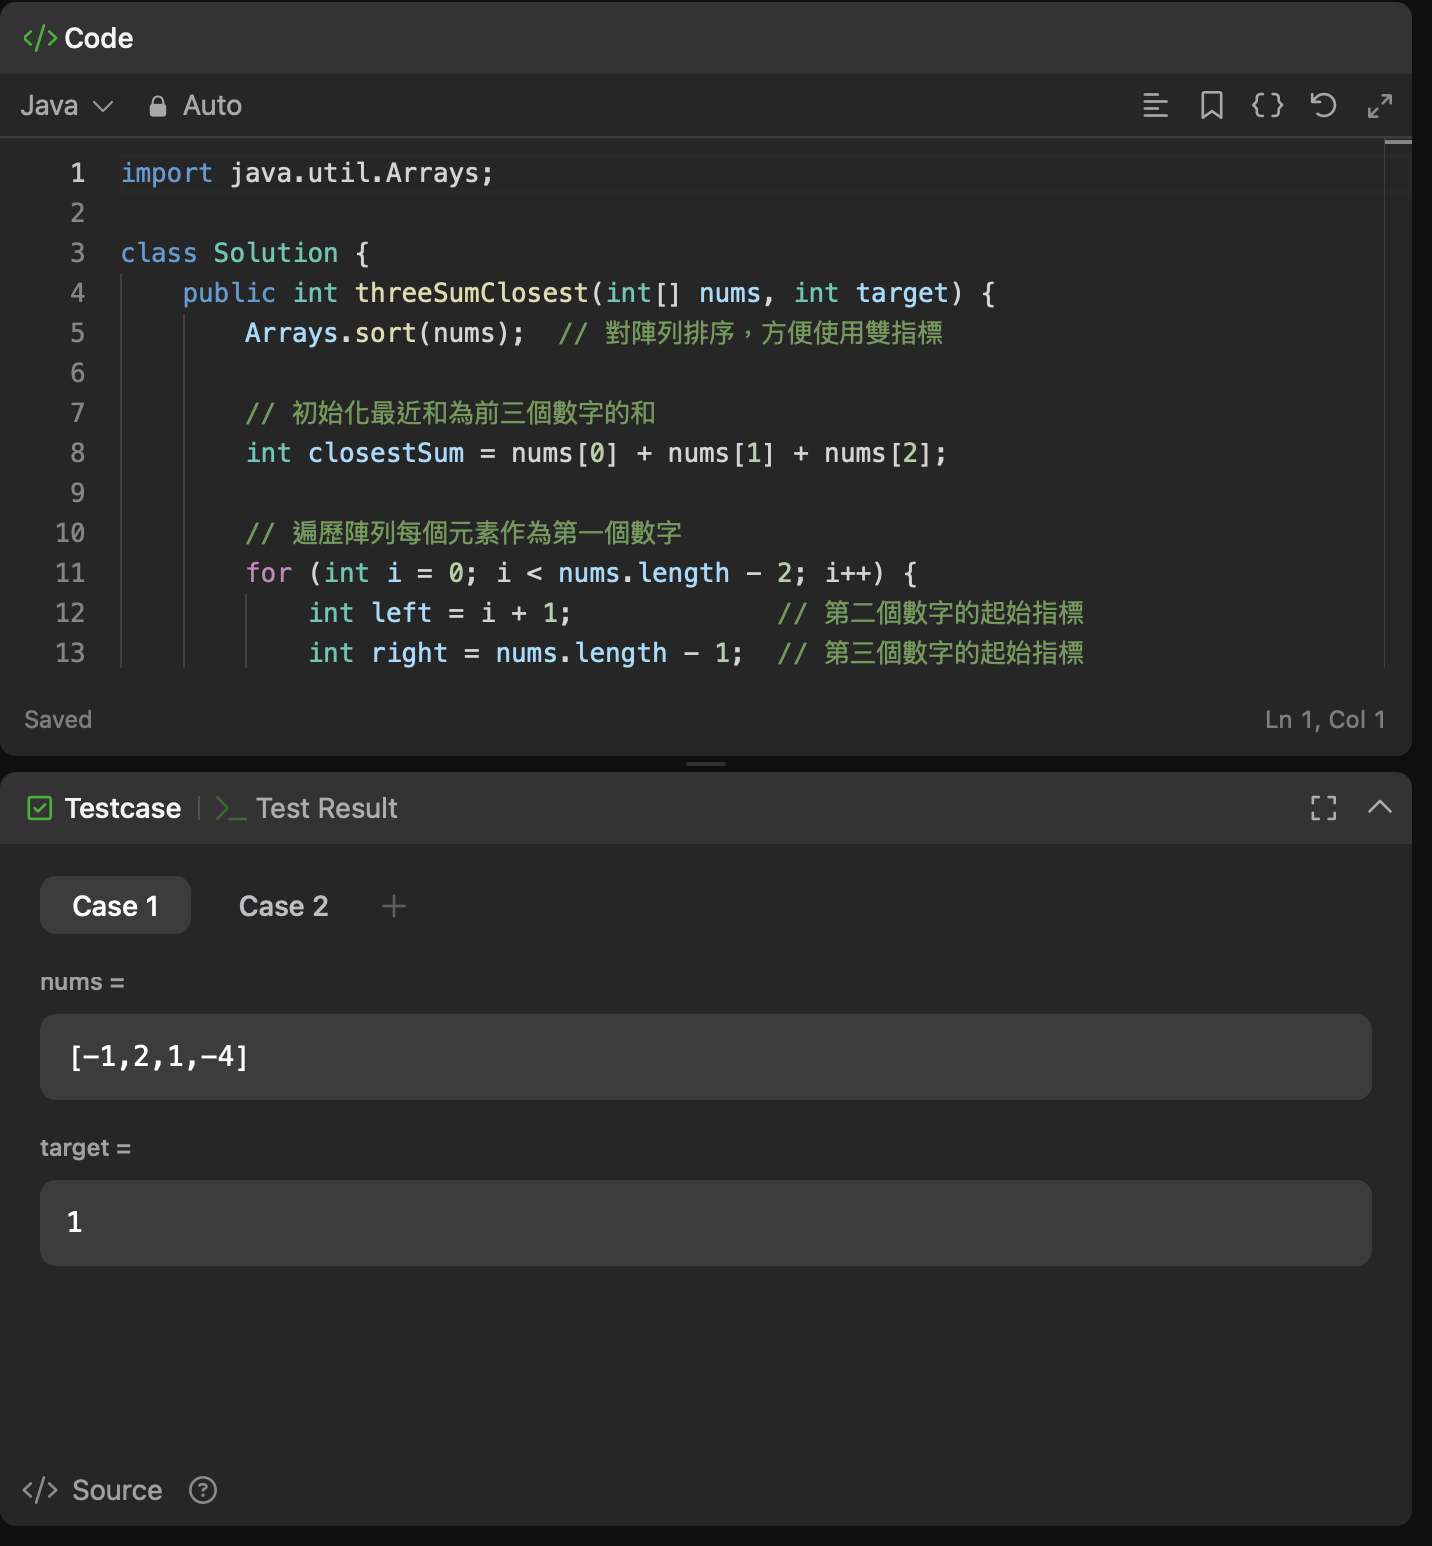 </> Code
Java Auto
1 import java.util.Arrays;
2
3 class Solution {
4 public int threeSumClosest(int[] nums, int target) {
5 Arrays.sort(nums); // 對陣列排序，方便使用雙指標
6
7 // 初始化最近和為前三個數字的和
8 int closestSum = nums[0] + nums[1] + nums[2];
9
10 // 遍歷陣列每個元素作為第一個數字
11 for (int i = 0; i < nums.length - 2; i++) {
12 int left = i + 1; // 第二個數字的起始指標
13 int right = nums.length - 1; // 第三個數字的起始指標
Saved Ln 1, Col 1
Testcase >_ Test Result
Case 1 Case 2 +
nums =
[-1,2,1,-4]
target =
1
</> Source ?